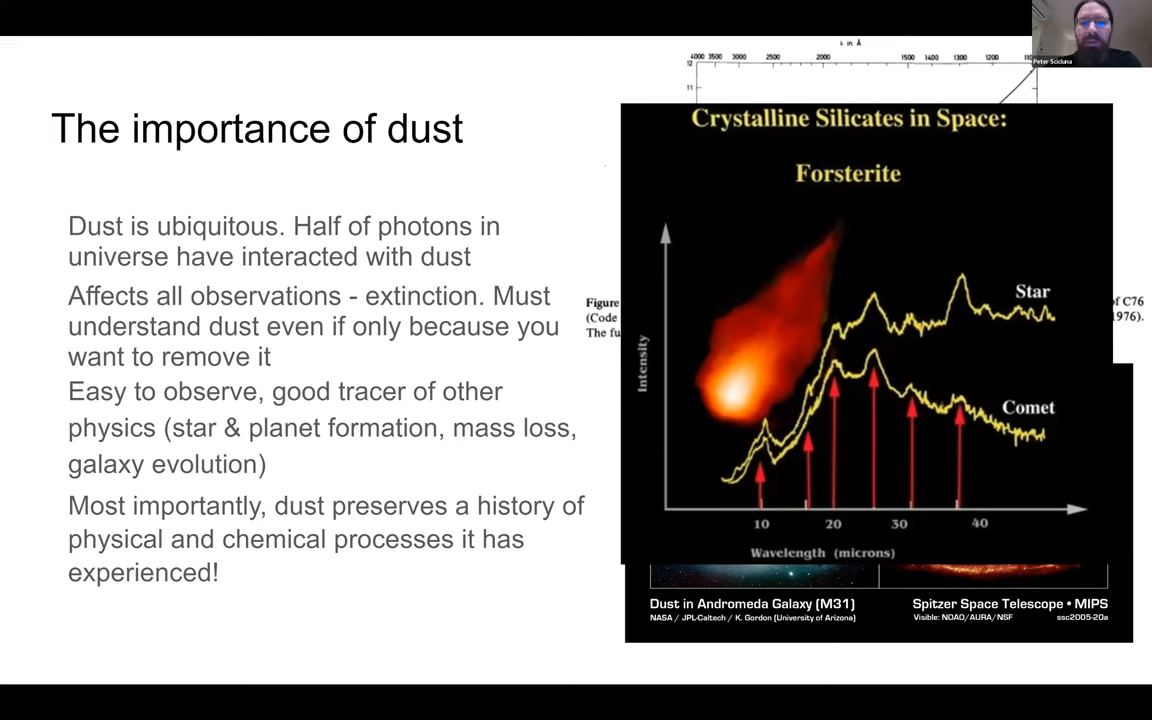 Peter Scicluna
λ in Å
4000 3500 3000 2500 2000 1500 1400 1300 1200
12
11
The importance of dust
Dust is ubiquitous. Half of photons in
universe have interacted with dust
Affects all observations - extinction. Must
understand dust even if only because you
want to remove it
Easy to observe, good tracer of other
physics (star & planet formation, mass loss,
galaxy evolution)
Most importantly, dust preserves a history of
physical and chemical processes it has
experienced!
Figure
(Code
The fu
of C76
1976).
Crystalline Silicates in Space:
Forsterite
Intensity
Star
Comet
10 20 30 40
Wavelength (microns)
Dust in Andromeda Galaxy (M31)
NASA / JPL-Caltech / K. Gordon (University of Arizona)
Spitzer Space Telescope • MIPS
Visible: NOAO/AURA/NSF
ssc2005-20a